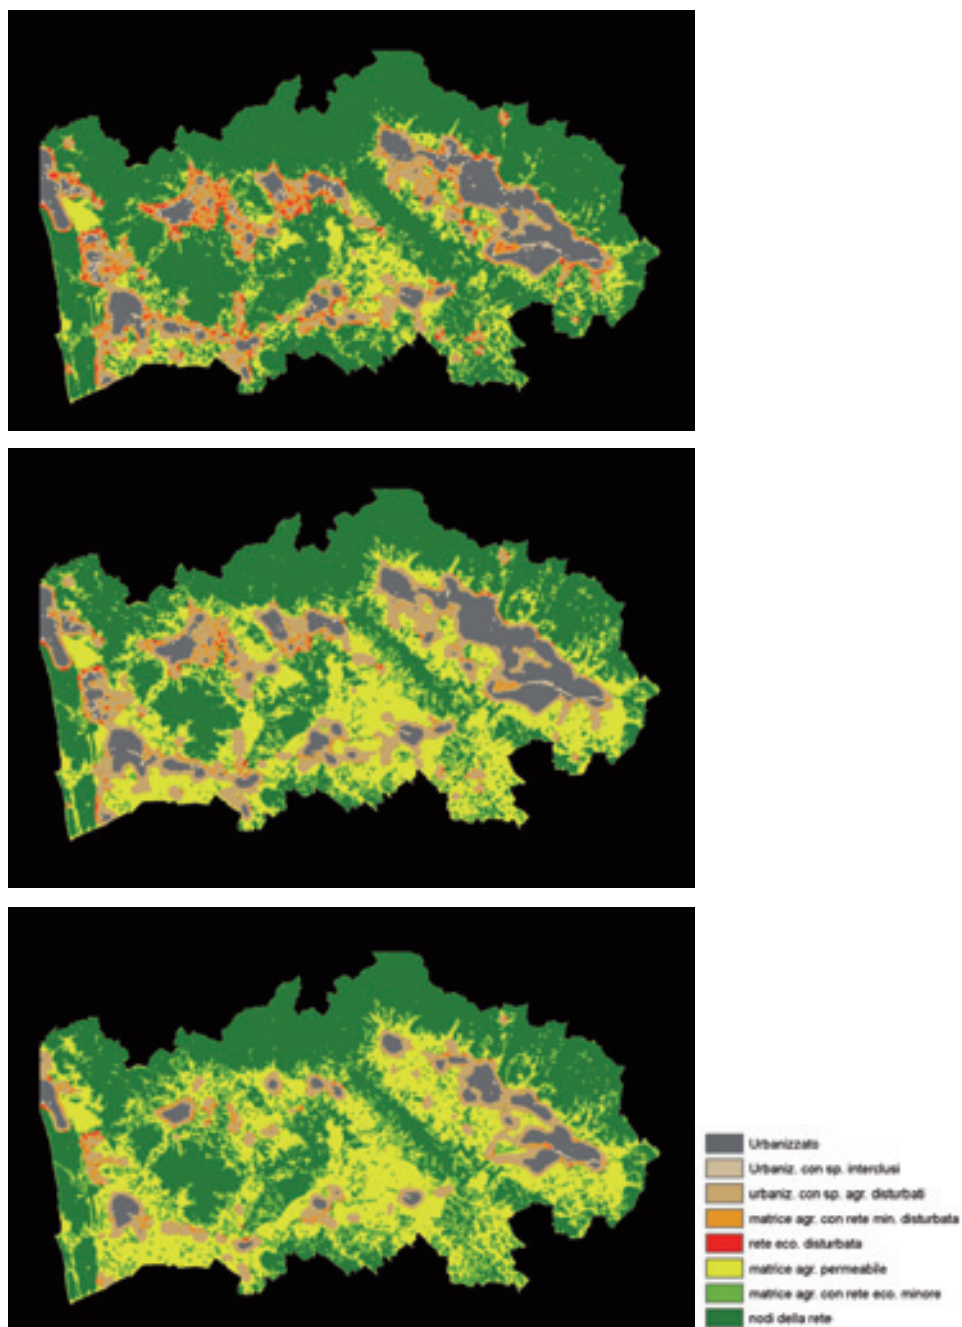 Urbanizzato
Urbaniz. con sp. interclusi
urbaniz. con sp. agr. disturbati
matrice agr. con rete min. disturbata
rete eco. disturbata
matrice agr. permeabile
matrice agr. con rete eco. minore
nodi della rete